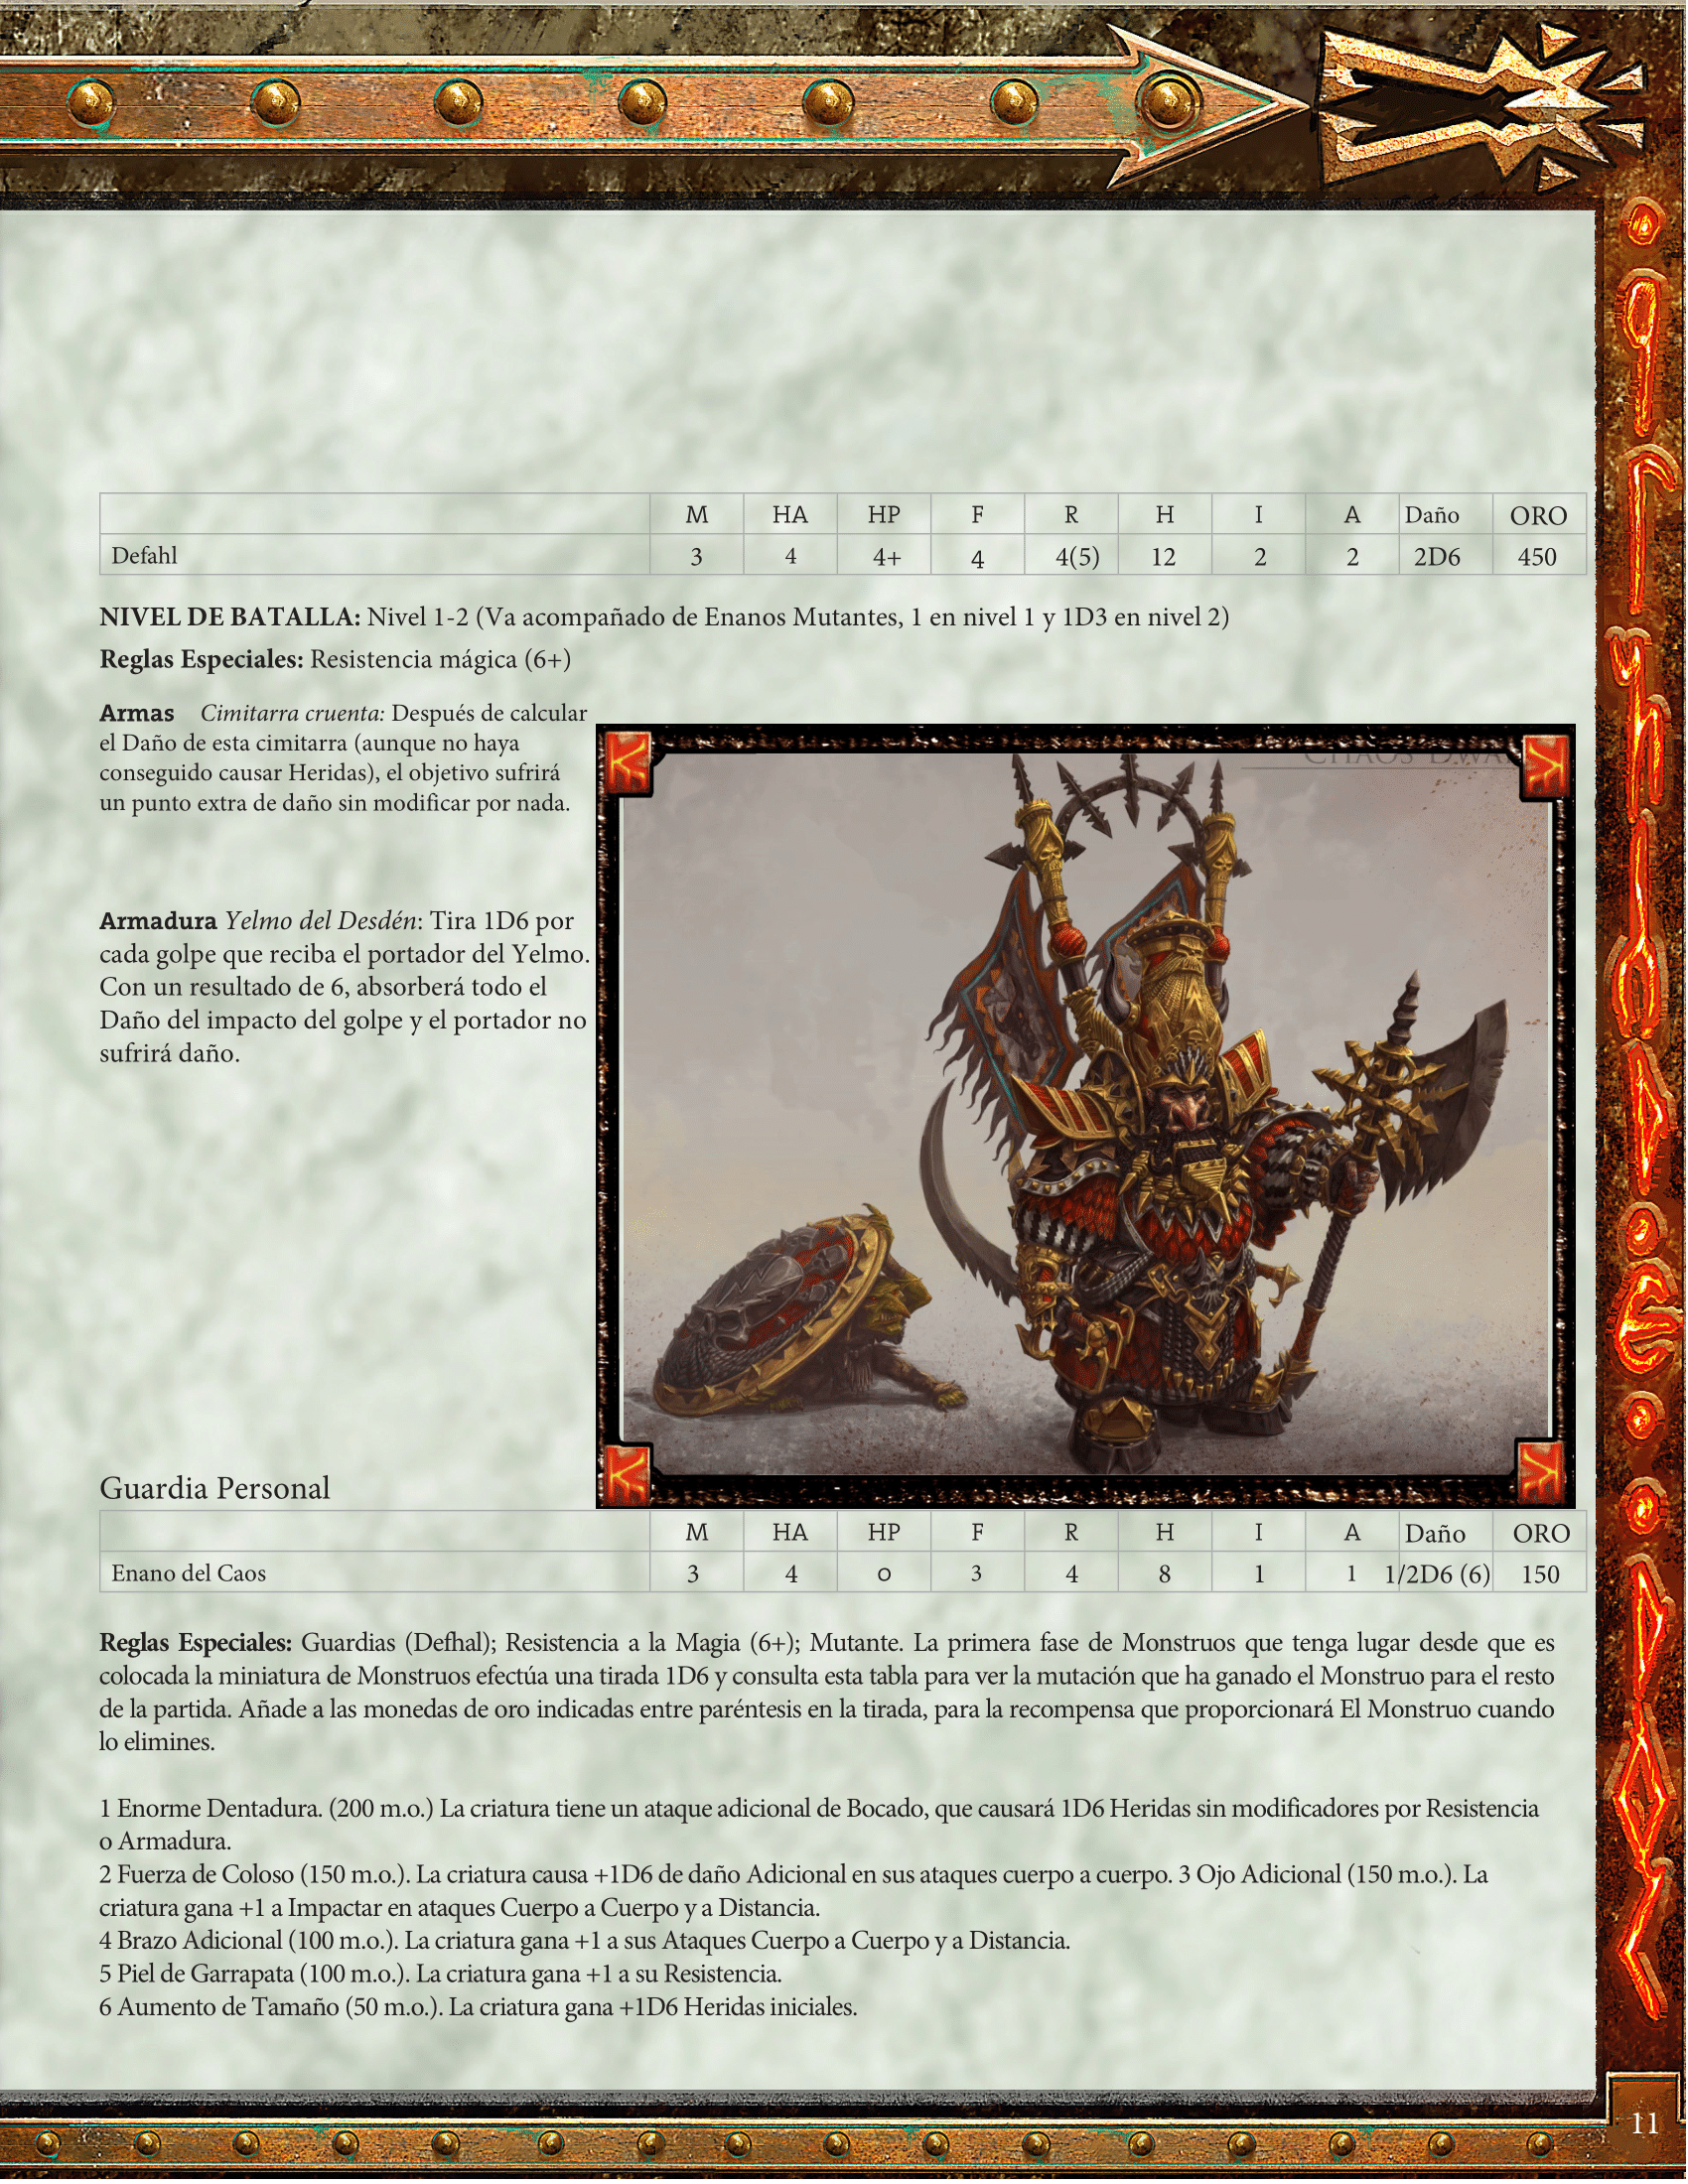 M HA HP F R H I A Daño ORO
Defahl 3 4 4+ 4 4(5) 12 2 2 2D6 450
NIVEL DE BATALLA: Nivel 1-2 (Va acompañado de Enanos Mutantes, 1 en nivel 1 y 1D3 en nivel 2)
Reglas Especiales: Resistencia mágica (6+)
Armas Cimitarra cruenta: Después de calcular
el Daño de esta cimitarra (aunque no haya
conseguido causar Heridas), el objetivo sufrirá
un punto extra de daño sin modificar por nada.
Armadura Yelmo del Desdén: Tira 1D6 por
cada golpe que reciba el portador del Yelmo.
Con un resultado de 6, absorberá todo el
Daño del impacto del golpe y el portador no
sufrirá daño.
Guardia Personal
M HA HP F R H I A Daño ORO
Enano del Caos 3 4 0 3 4 8 1 1 1/2D6 (6) 150
Reglas Especiales: Guardias (Defhal); Resistencia a la Magia (6+); Mutante. La primera fase de Monstruos que tenga lugar desde que es
colocada la miniatura de Monstruos efectúa una tirada 1D6 y consulta esta tabla para ver la mutación que ha ganado el Monstruo para el resto
de la partida. Añade a las monedas de oro indicadas entre paréntesis en la tirada, para la recompensa que proporcionará El Monstruo cuando
lo elimines.
1 Enorme Dentadura. (200 m.o.) La criatura tiene un ataque adicional de Bocado, que causará 1D6 Heridas sin modificadores por Resistencia
o Armadura.
2 Fuerza de Coloso (150 m.o.). La criatura causa +1D6 de daño Adicional en sus ataques cuerpo a cuerpo. 3 Ojo Adicional (150 m.o.). La
criatura gana +1 a Impactar en ataques Cuerpo a Cuerpo y a Distancia.
4 Brazo Adicional (100 m.o.). La criatura gana +1 a sus Ataques Cuerpo a Cuerpo y a Distancia.
5 Piel de Garrapata (100 m.o.). La criatura gana +1 a su Resistencia.
6 Aumento de Tamaño (50 m.o.). La criatura gana +1D6 Heridas iniciales.
11